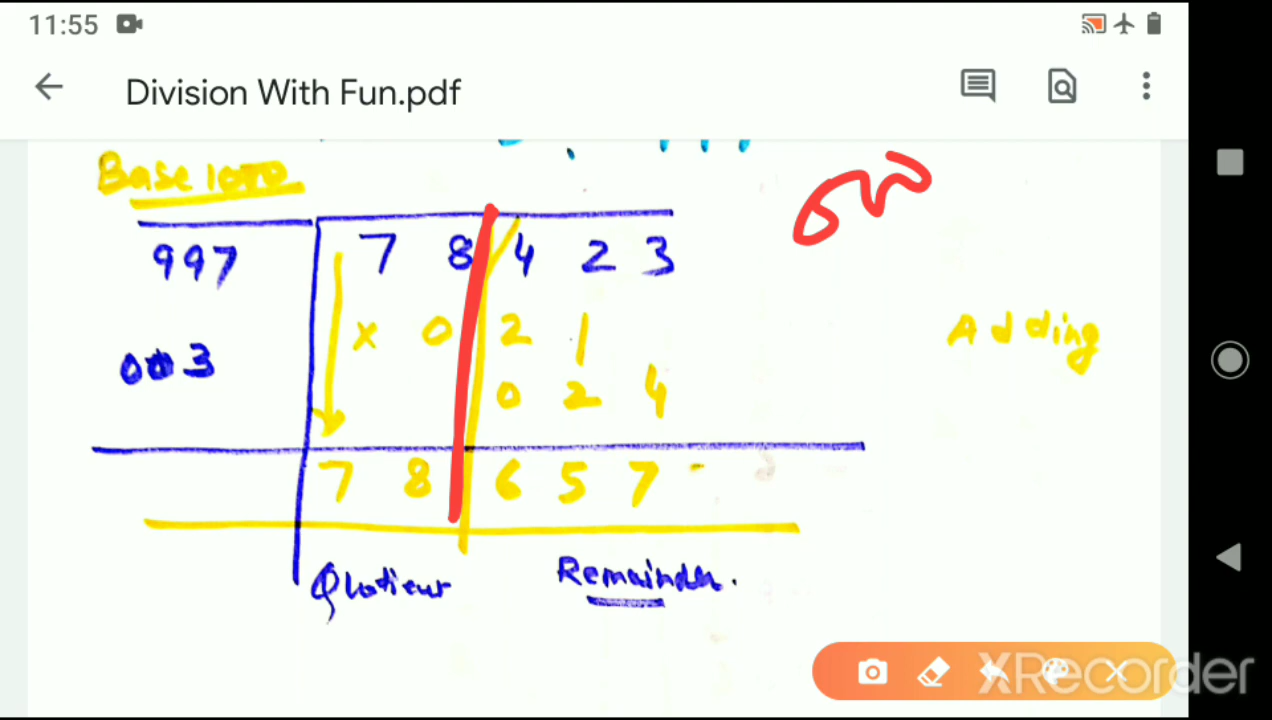 11:55
Division With Fun.pdf
Base 1000
997 7 8 4 2 3
x 0 2 1
003
0 2 4
Adding
7 8 6 5 7
Quotient Remainder.
XRecorder